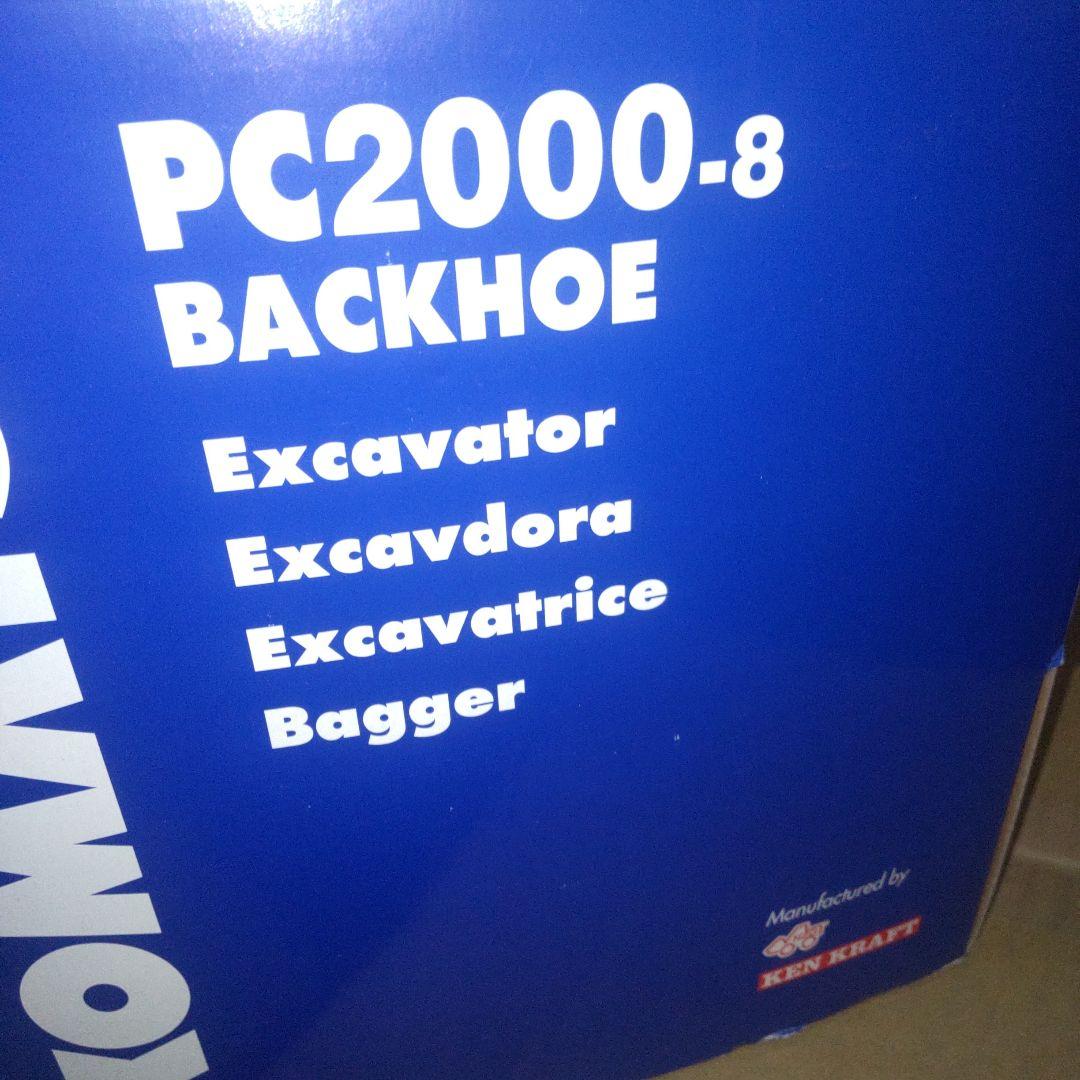 PC2000-8
BACKHOE
Excavator
Excavdora
Excavatrice
Bagger
Manufactured by
KEN KRAFT